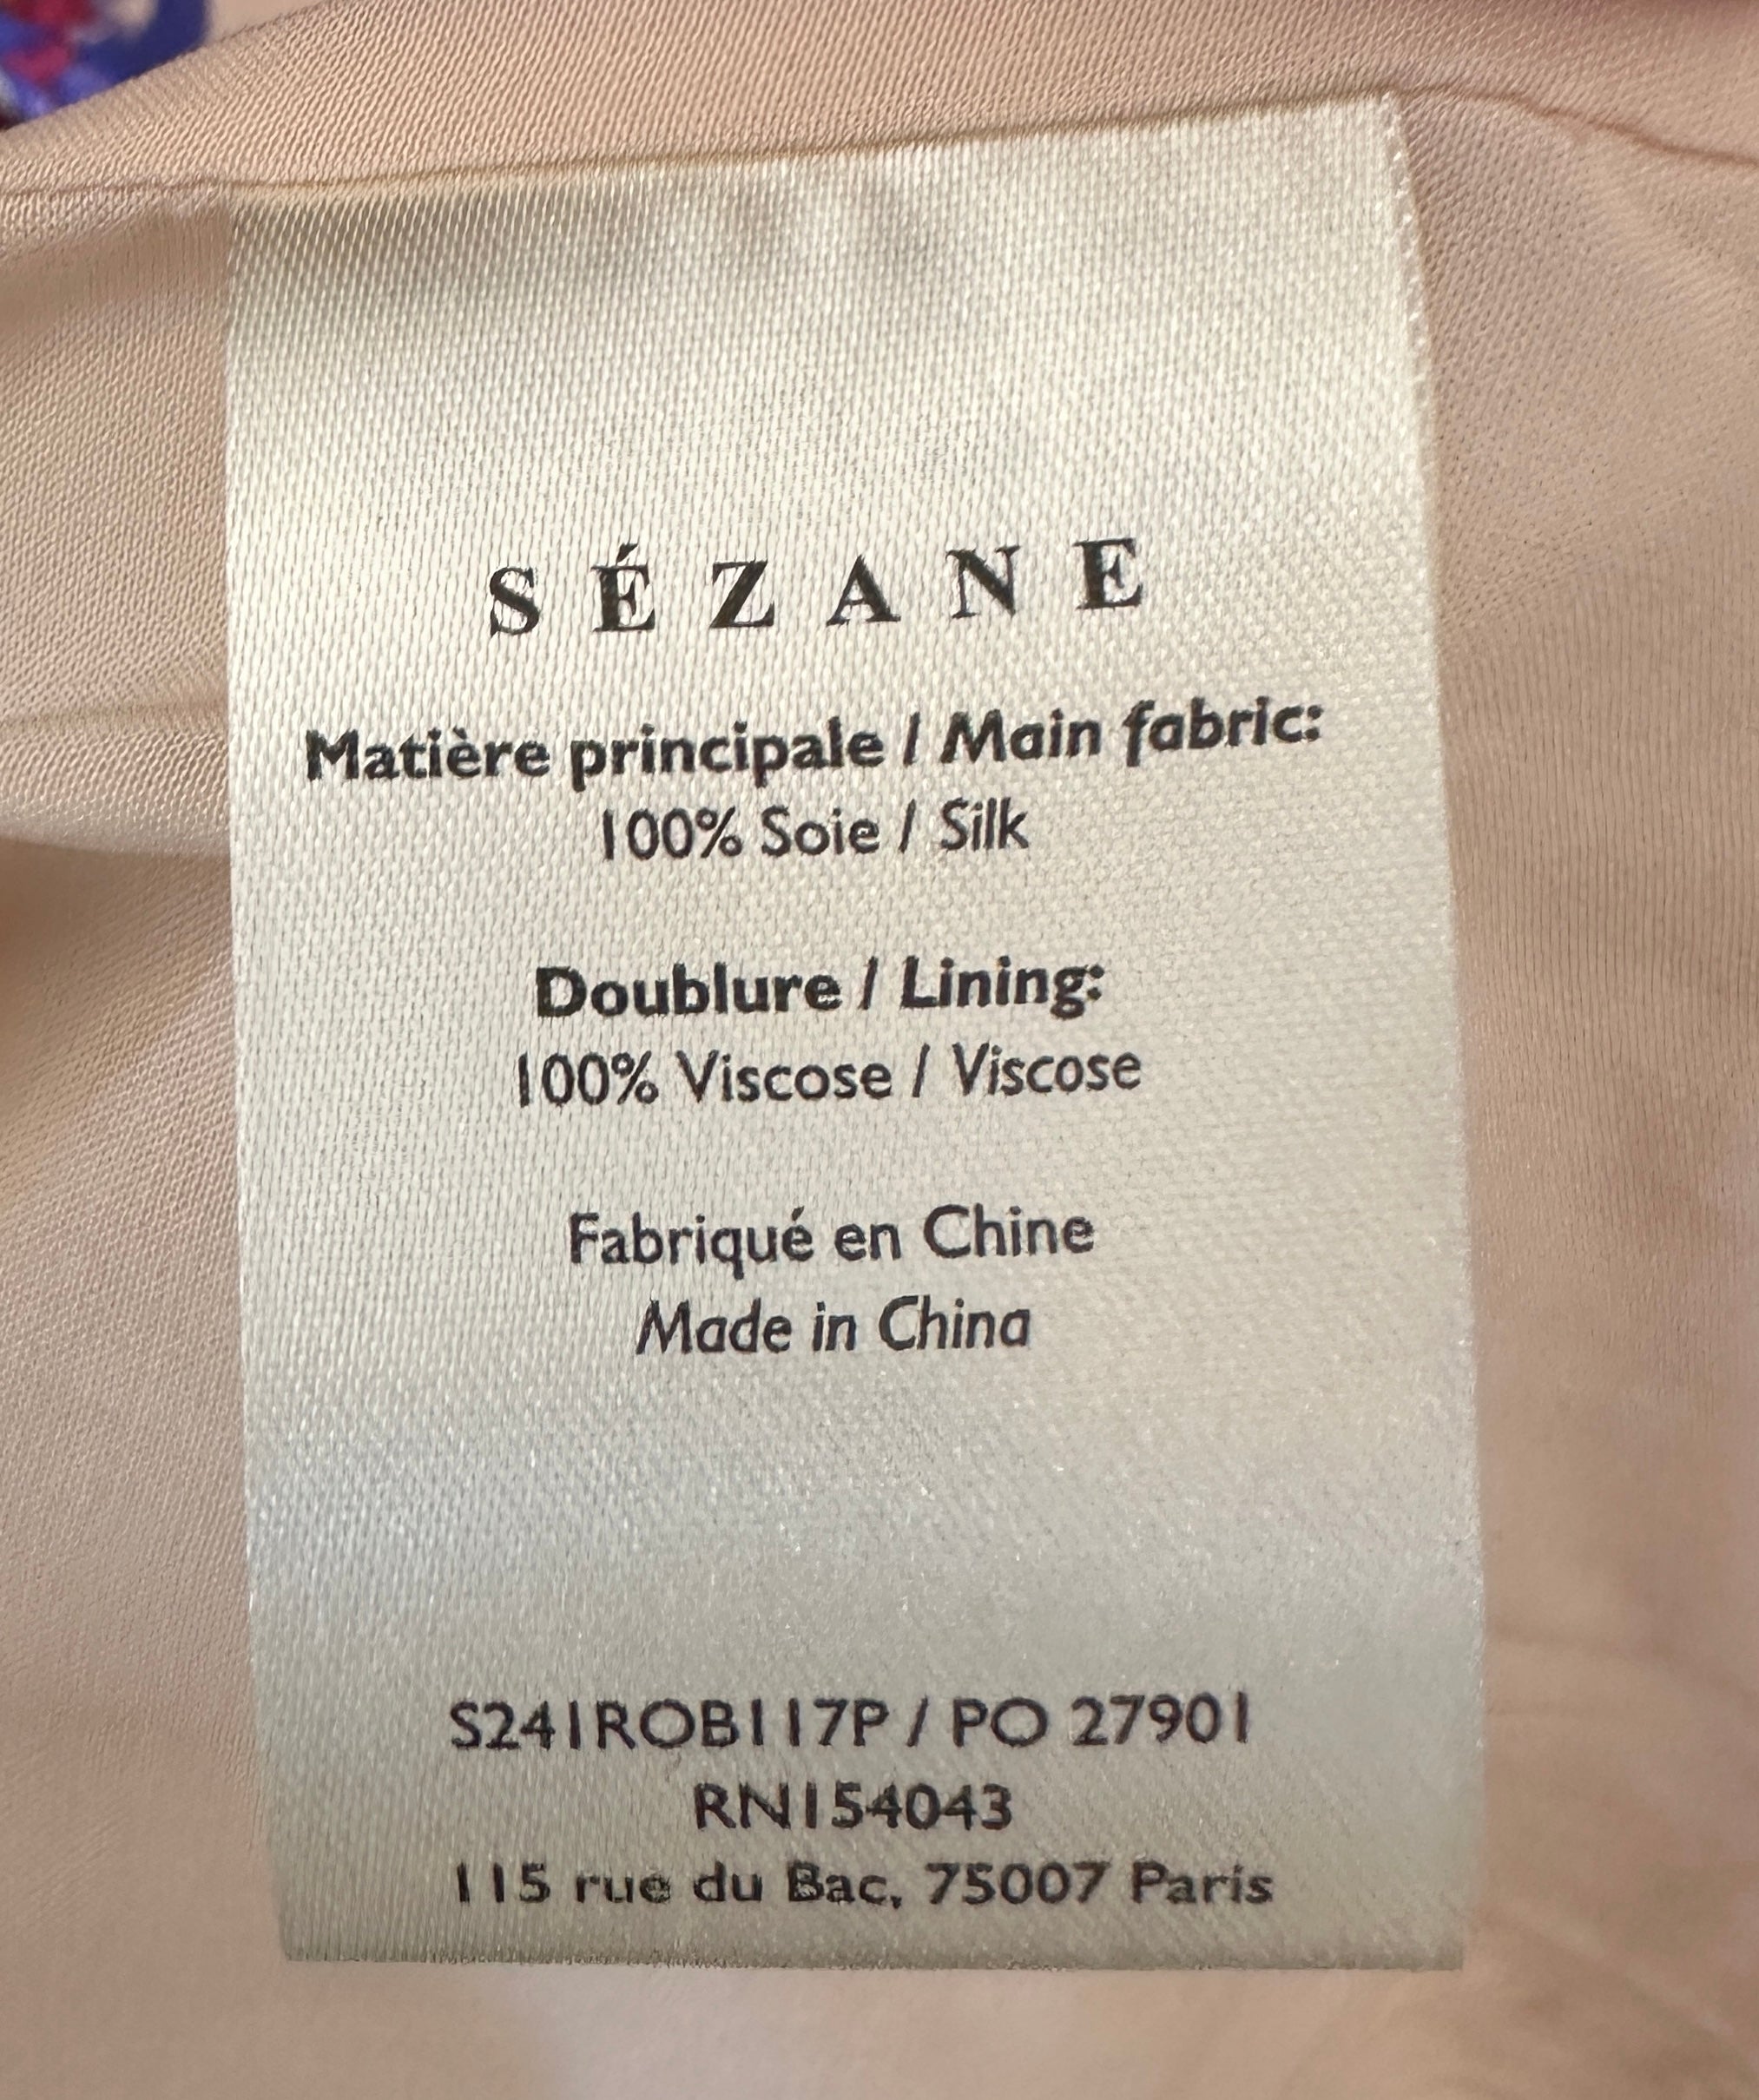 SÉZANE
Matière principale / Main fabric:
100% Soie / Silk
Doublure / Lining:
100% Viscose / Viscose
Fabriqué en Chine
Made in China
S241ROB117P / PO 27901
RN154043
115 rue du Bac, 75007 Paris